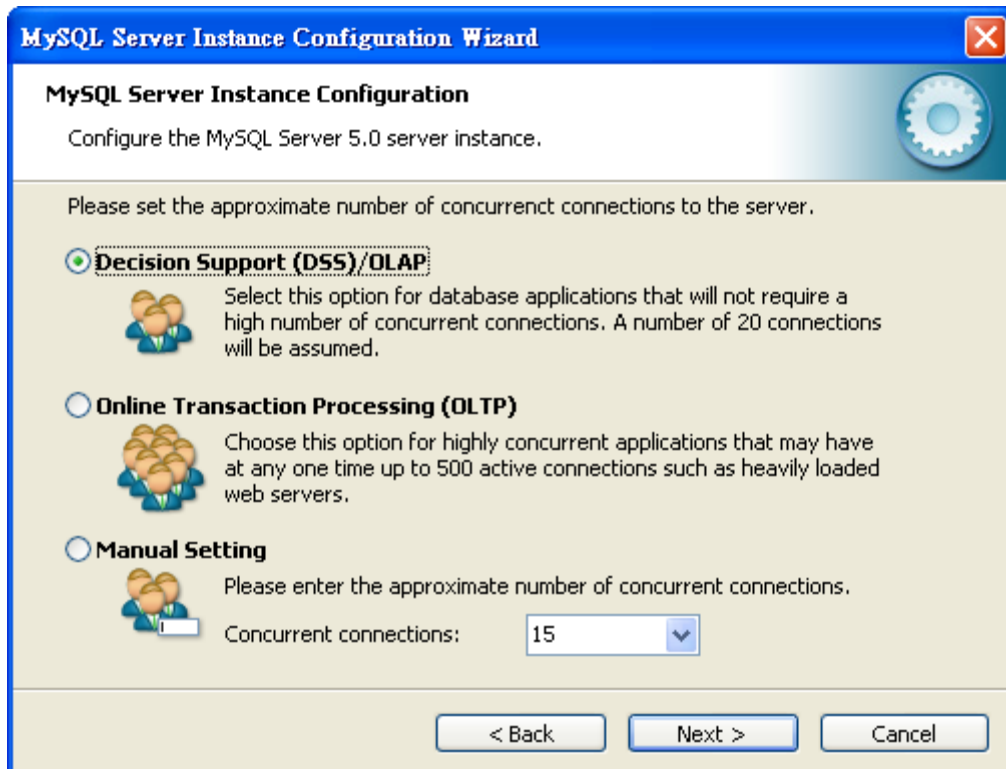 MySQL Server Instance Configuration Wizard
MySQL Server Instance Configuration
Configure the MySQL Server 5.0 server instance.
Please set the approximate number of concurrenct connections to the server.
Decision Support (DSS)/OLAP
Select this option for database applications that will not require a
high number of concurrent connections. A number of 20 connections
will be assumed.
Online Transaction Processing (OLTP)
Choose this option for highly concurrent applications that may have
at any one time up to 500 active connections such as heavily loaded
web servers.
Manual Setting
Please enter the approximate number of concurrent connections.
Concurrent connections: 15
< Back Next > Cancel